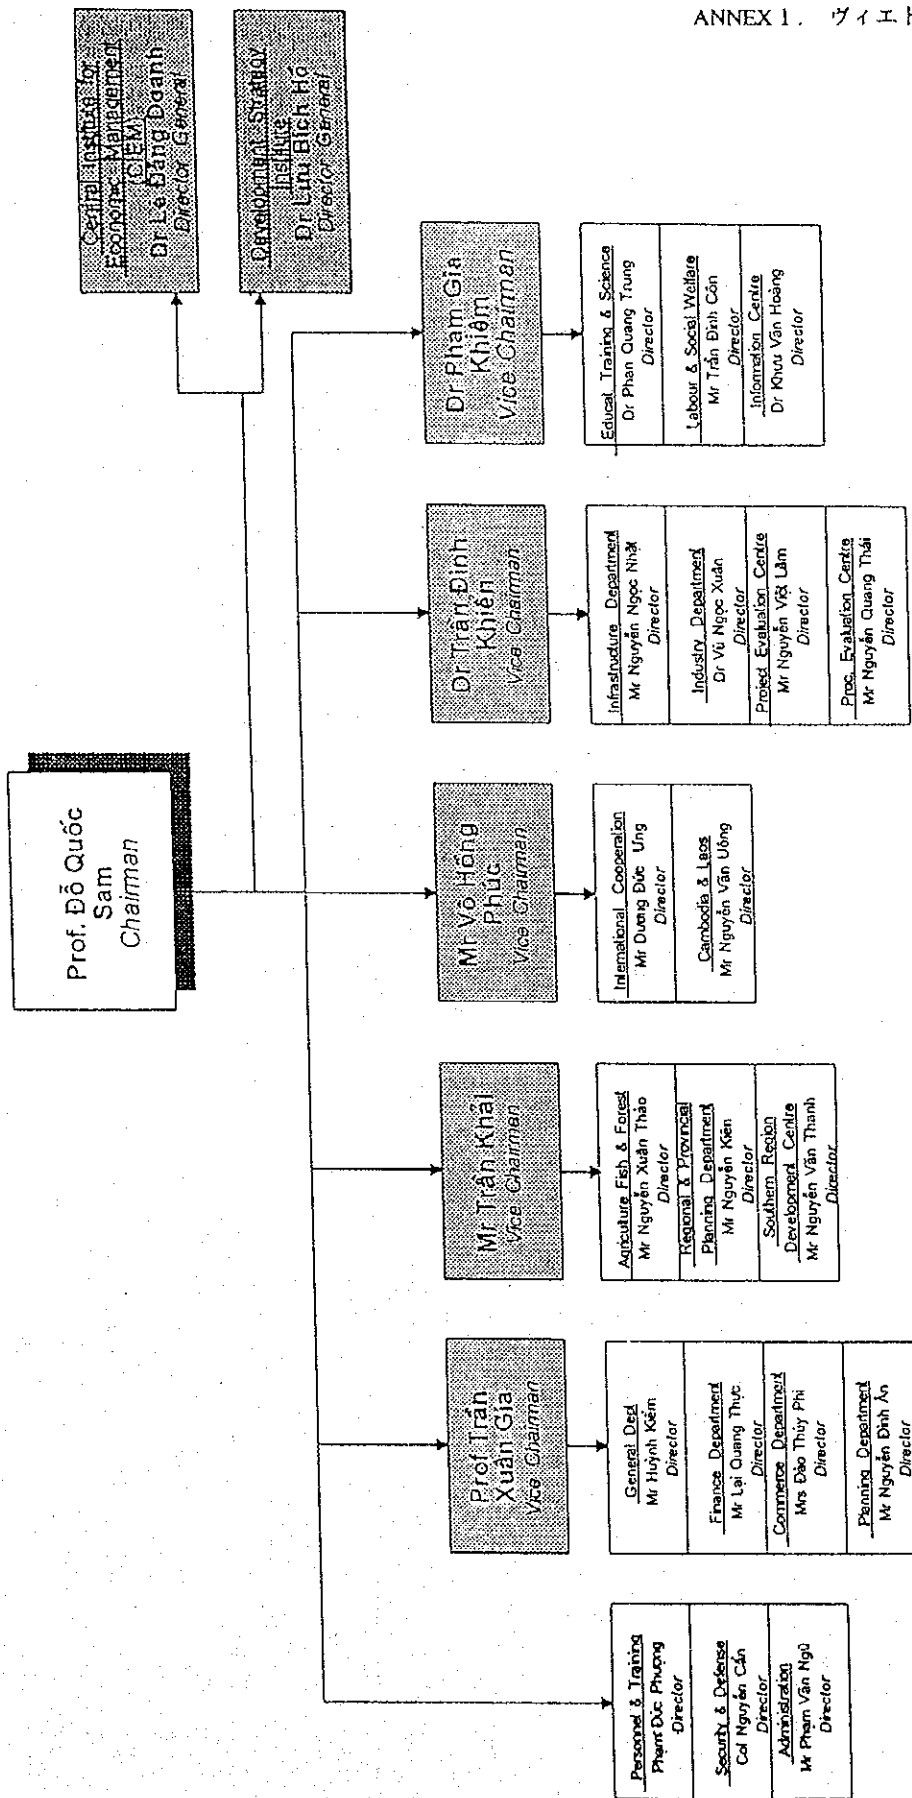 ANNEX 1. ヴィエト
Prof. Đỗ Quốc
Sam
Chairman
Central Institute for
Economic Management
(CIEM)
Dr Lê Đăng Doanh
Director General
Development Strategy
Institute
Dr Lưu Bích Hồ
Director General
Personnel & Training
Phạm Đức Phượng
Director
Security & Defense
Col Nguyễn Cần
Director
Administration
Mr Phạm Văn Ngũ
Director
Prof Trần
Xuân Giá
Vice Chairman
General Dept
Mr Huỳnh Kiểm
Director
Finance Department
Mr Lại Quang Thực
Director
Commerce Department
Mrs Đào Thúy Phi
Director
Planning Department
Mr Nguyễn Đình Ân
Director
Mr Trần Khải
Vice Chairman
Agriculture Fish & Forest
Mr Nguyễn Xuân Thảo
Director
Regional & Provincial
Planning Department
Mr Nguyễn Kiên
Director
Southern Region
Development Centre
Mr Nguyễn Văn Thanh
Director
Mr Võ Hồng
Phúc
Vice Chaiman
International Cooperation
Mr Dương Đức Ưng
Director
Cambodia & Laos
Mr Nguyễn Văn Uông
Director
Dr Trần Đình
Khiển
Vice Chairman
Infrastructure Department
Mr Nguyễn Ngọc Nhật
Director
Industry Department
Dr Vũ Ngọc Xuân
Director
Project Evaluation Centre
Mr Nguyễn Việt Lâm
Director
Proc. Evaluation Centre
Mr Nguyễn Quang Thái
Director
Dr Phạm Gia
Khiêm
Vice Chairman
Educat. Training & Science
Dr Phan Quang Trung
Director
Labour & Social Welfare
Mr Trần Đình Côn
Director
Information Centre
Dr Khưu Văn Hoàng
Director